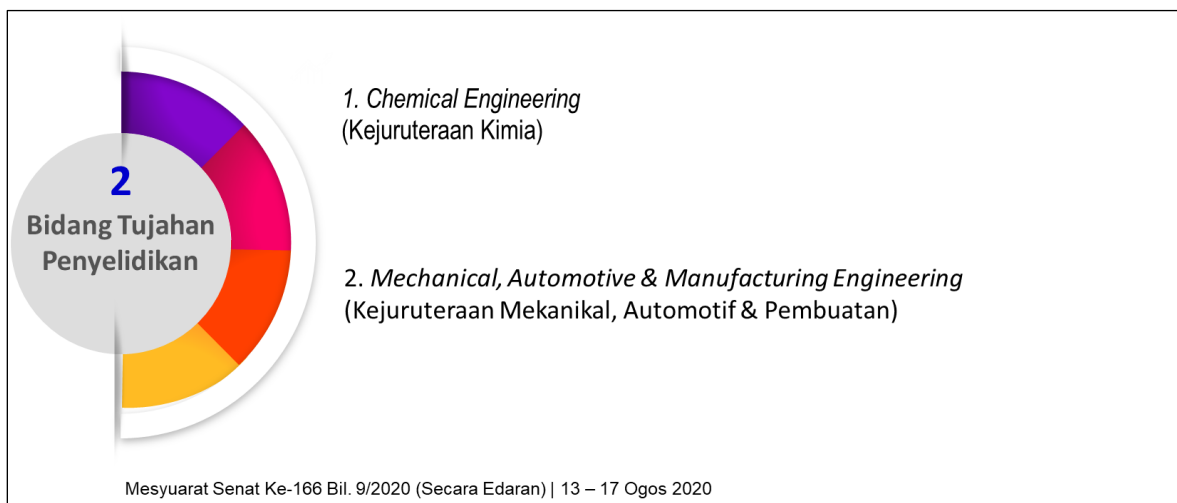 2
Bidang Tujahan
Penyelidikan
1. Chemical Engineering
(Kejuruteraan Kimia)
2. Mechanical, Automotive & Manufacturing Engineering
(Kejuruteraan Mekanikal, Automotif & Pembuatan)
Mesyuarat Senat Ke-166 Bil. 9/2020 (Secara Edaran) | 13 – 17 Ogos 2020